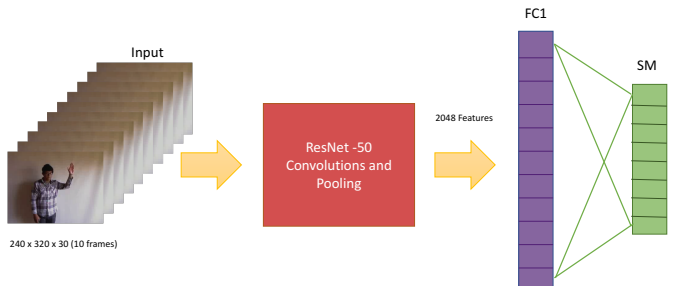 FC1
Input
SM
2048 Features
ResNet -50
Convolutions and
Pooling
240 x 320 x 30 (10 frames)